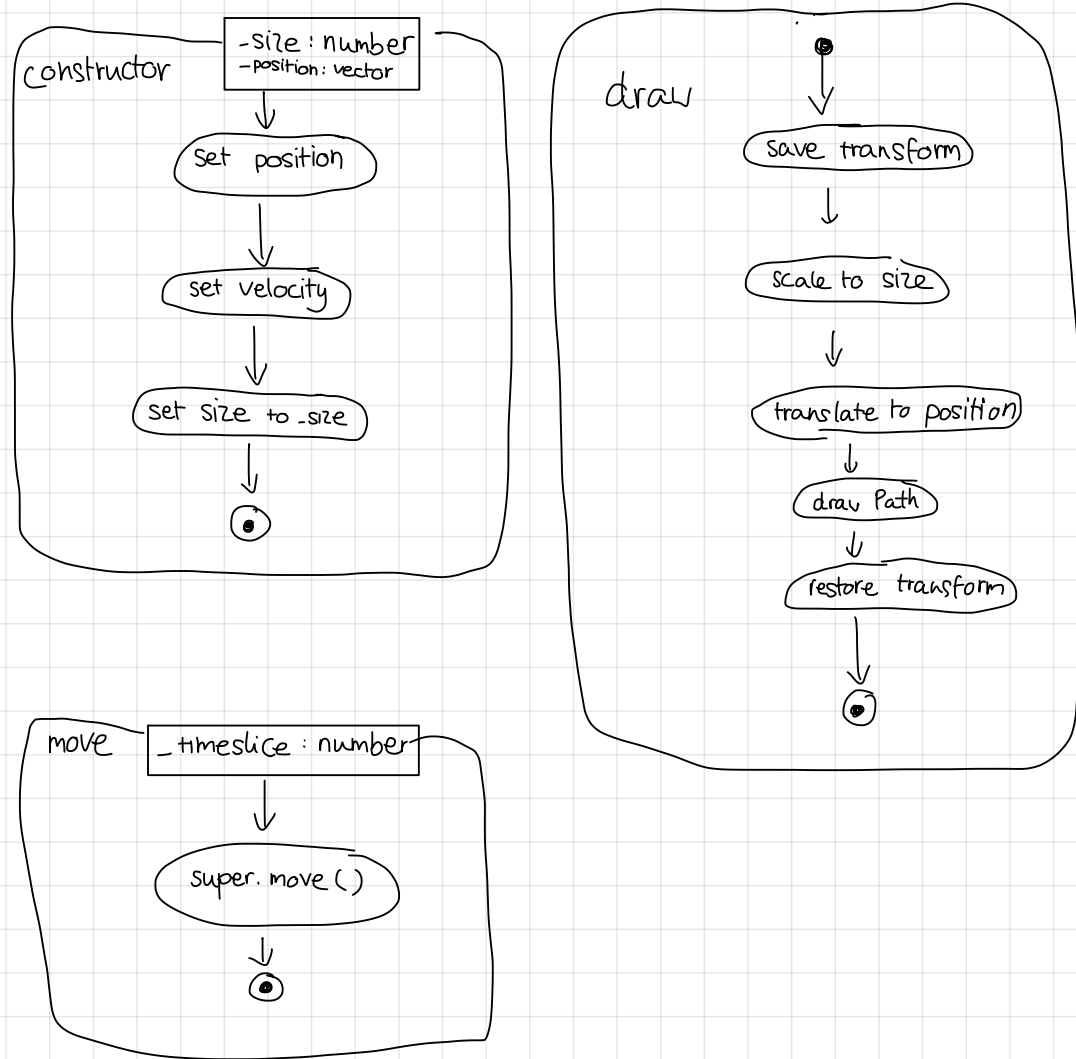 constructor
_size : number
-position: vector
set position
set velocity
set size to _size
draw
save transform
scale to size
translate to position
draw Path
restore transform
move
_timeslice : number
super.move()